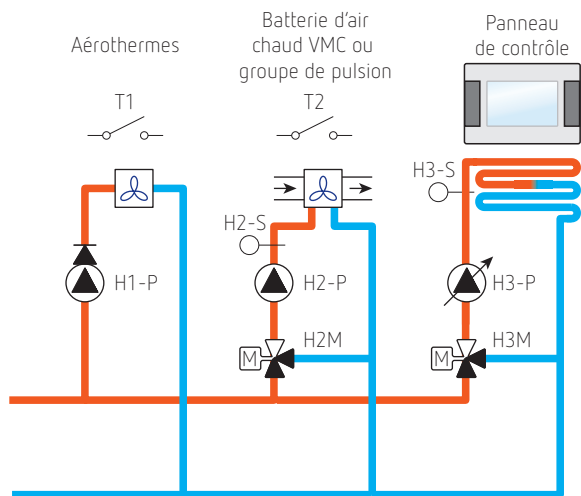 Aérothermes
Batterie d'air
chaud VMC ou
groupe de pulsion
Panneau
de contrôle
T1
T2
H3-S
H2-S
H1-P
H2-P
H3-P
M
H2M
M
H3M